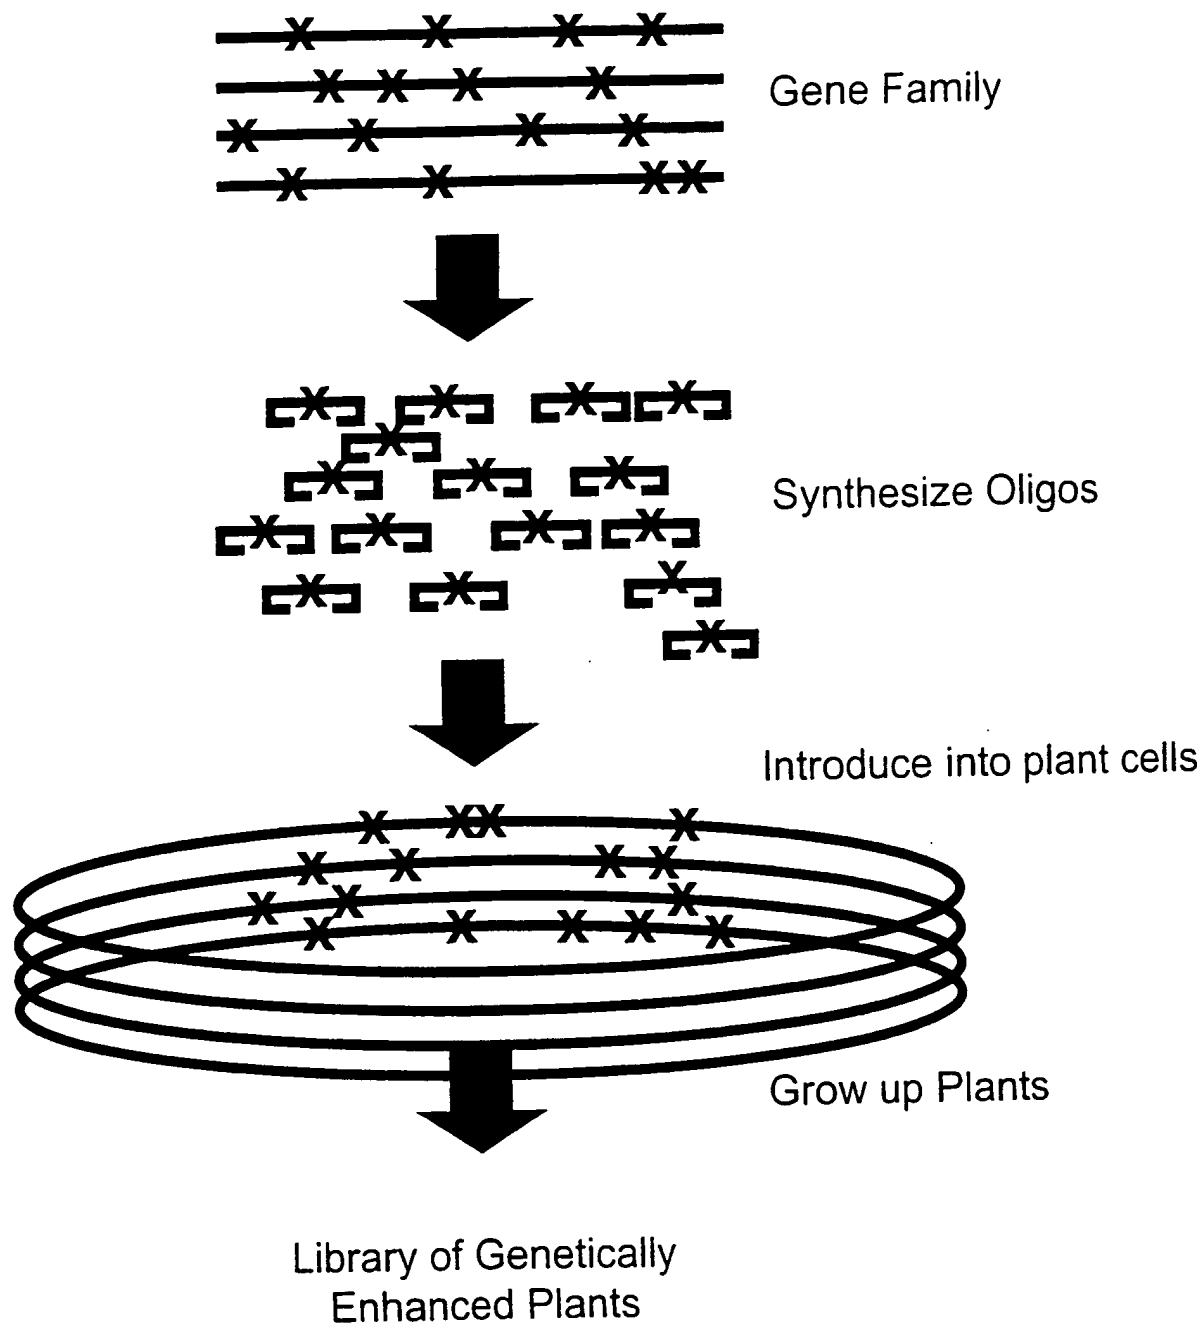 Gene Family
Synthesize Oligos
Introduce into plant cells
Grow up Plants
Library of Genetically
Enhanced Plants